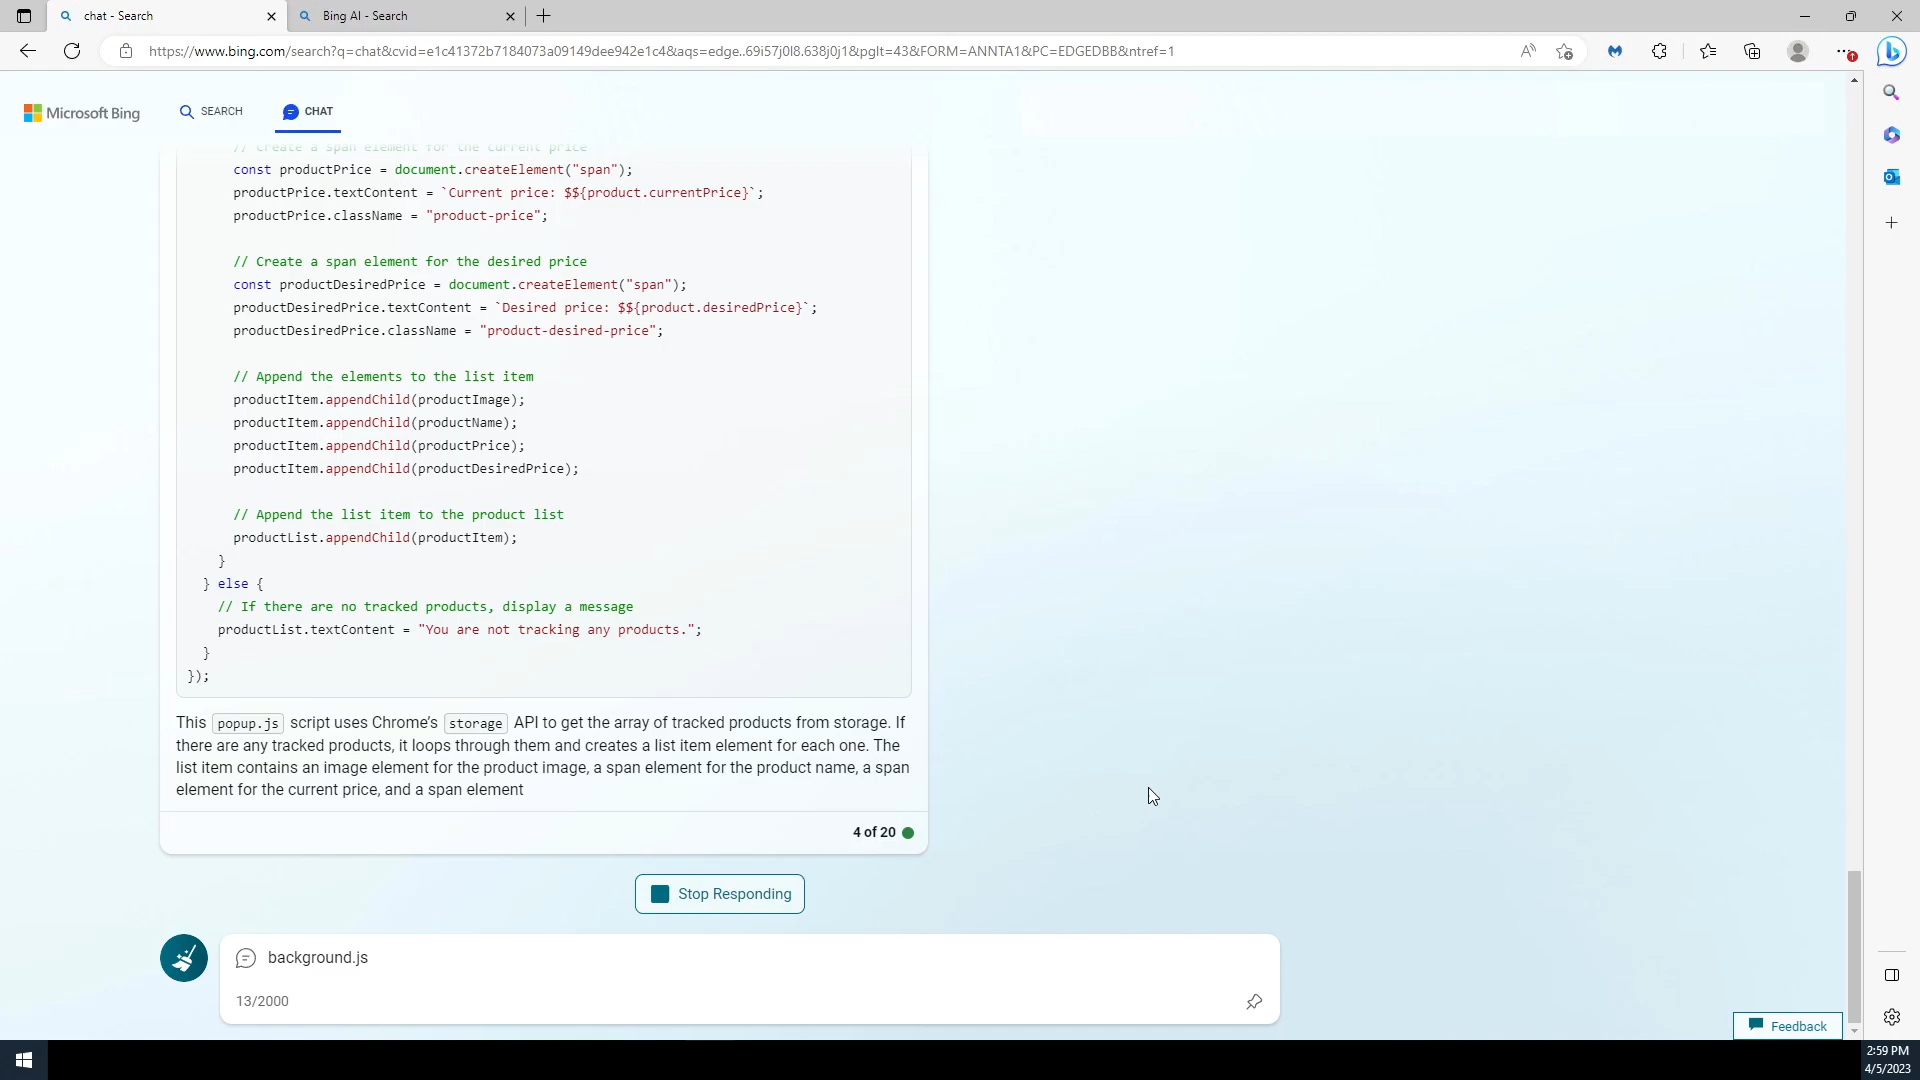 chat - Search
Bing AI - Search
https://www.bing.com/search?q=chat&cvid=e1c41372b7184073a09149dee942e1c4&aqs=edge..69i57j0l8.638j0j1&pglt=43&FORM=ANNTA1&PC=EDGEDBB&ntref=1
Microsoft Bing
SEARCH
CHAT
// Create a span element for the current price
const productPrice = document.createElement("span");
productPrice.textContent = `Current price: $${product.currentPrice}`;
productPrice.className = "product-price";
// Create a span element for the desired price
const productDesiredPrice = document.createElement("span");
productDesiredPrice.textContent = `Desired price: $${product.desiredPrice}`;
productDesiredPrice.className = "product-desired-price";
// Append the elements to the list item
productItem.appendChild(productImage);
productItem.appendChild(productName);
productItem.appendChild(productPrice);
productItem.appendChild(productDesiredPrice);
// Append the list item to the product list
productList.appendChild(productItem);
}
} else {
// If there are no tracked products, display a message
productList.textContent = "You are not tracking any products.";
}
});
This popup.js script uses Chrome’s storage API to get the array of tracked products from storage. If
there are any tracked products, it loops through them and creates a list item element for each one. The
list item contains an image element for the product image, a span element for the product name, a span
element for the current price, and a span element
4 of 20
Stop Responding
background.js
13/2000
Feedback
2:59 PM
4/5/2023